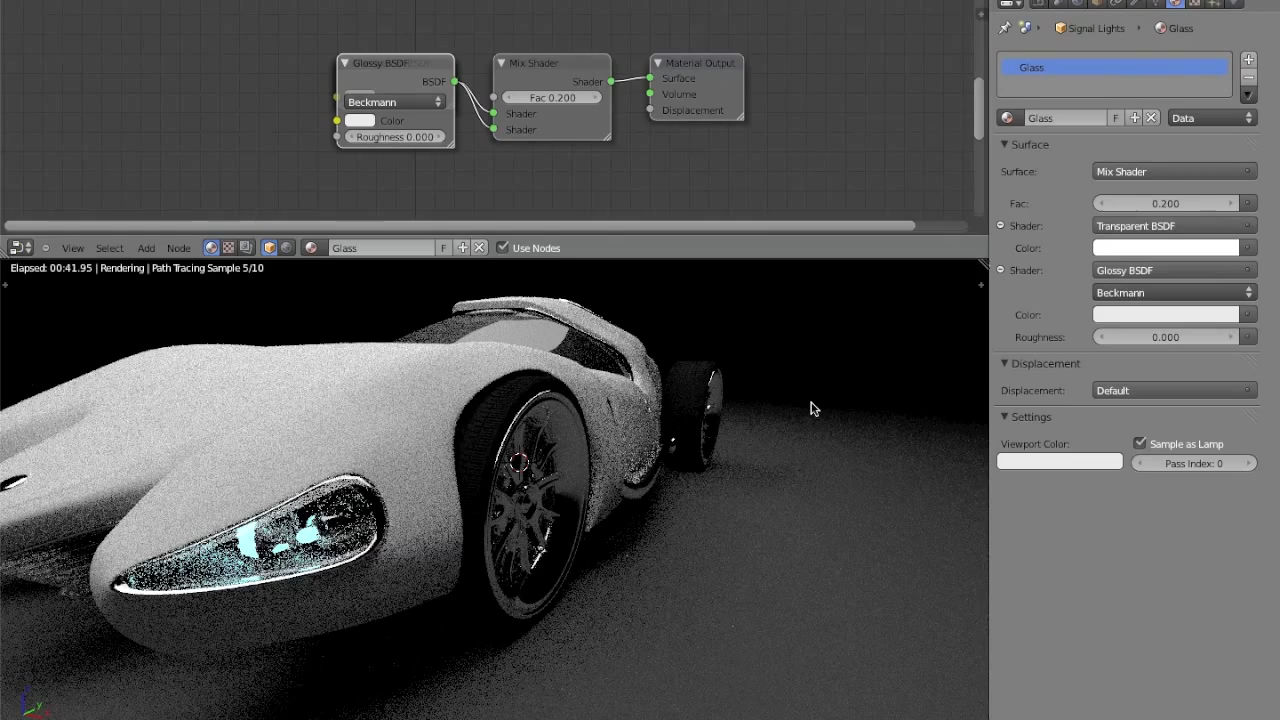 Signal Lights Glass
Glossy BSDF
BSDF
Beckmann
Color
Roughness 0.000
Mix Shader
Shader
Fac 0.200
Shader
Shader
Material Output
Surface
Volume
Displacement
Glass
Glass F Data
Surface
Surface: Mix Shader
Fac: 0.200
Shader: Transparent BSDF
Color:
Shader: Glossy BSDF
Beckmann
Color:
Roughness: 0.000
Displacement
Displacement: Default
Settings
Viewport Color: Sample as Lamp
Pass Index: 0
View Select Add Node Glass F Use Nodes
Elapsed: 00:41.95 | Rendering | Path Tracing Sample 5/10
y